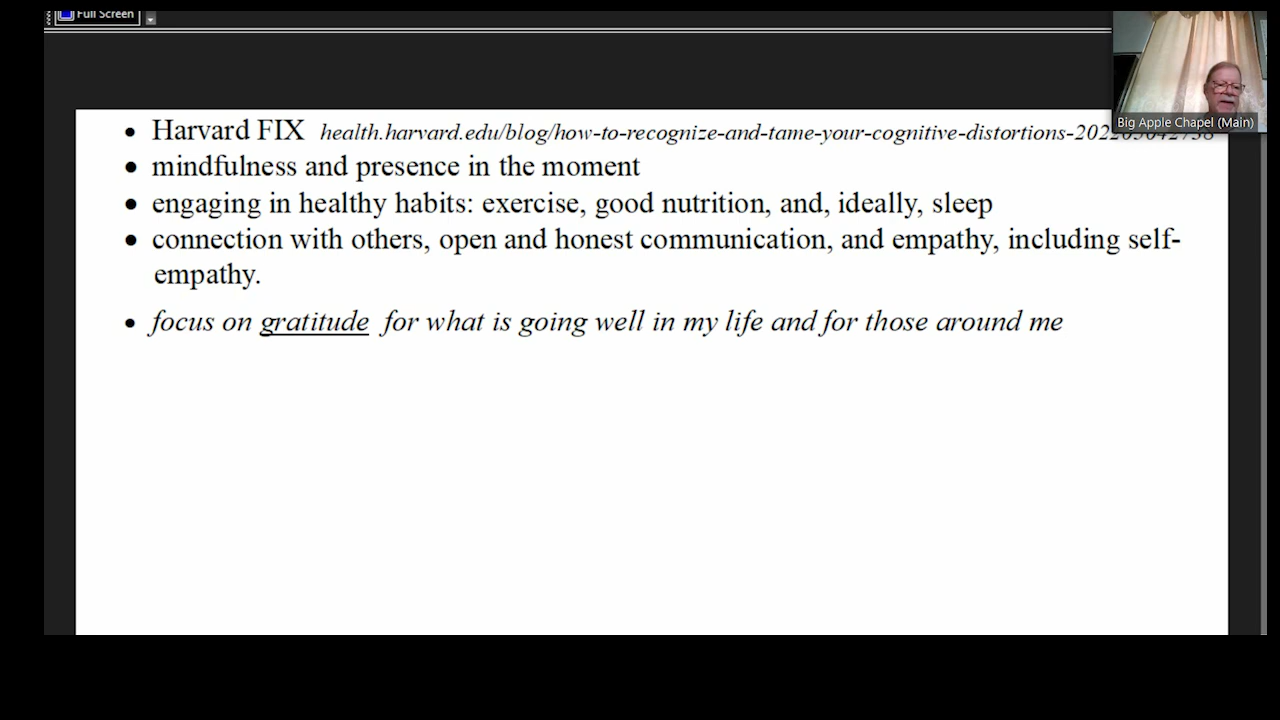 Full Screen
Big Apple Chapel (Main)
• Harvard FIX health.harvard.edu/blog/how-to-recognize-and-tame-your-cognitive-distortions-202205042738
• mindfulness and presence in the moment
• engaging in healthy habits: exercise, good nutrition, and, ideally, sleep
• connection with others, open and honest communication, and empathy, including self-
empathy.
• focus on gratitude for what is going well in my life and for those around me